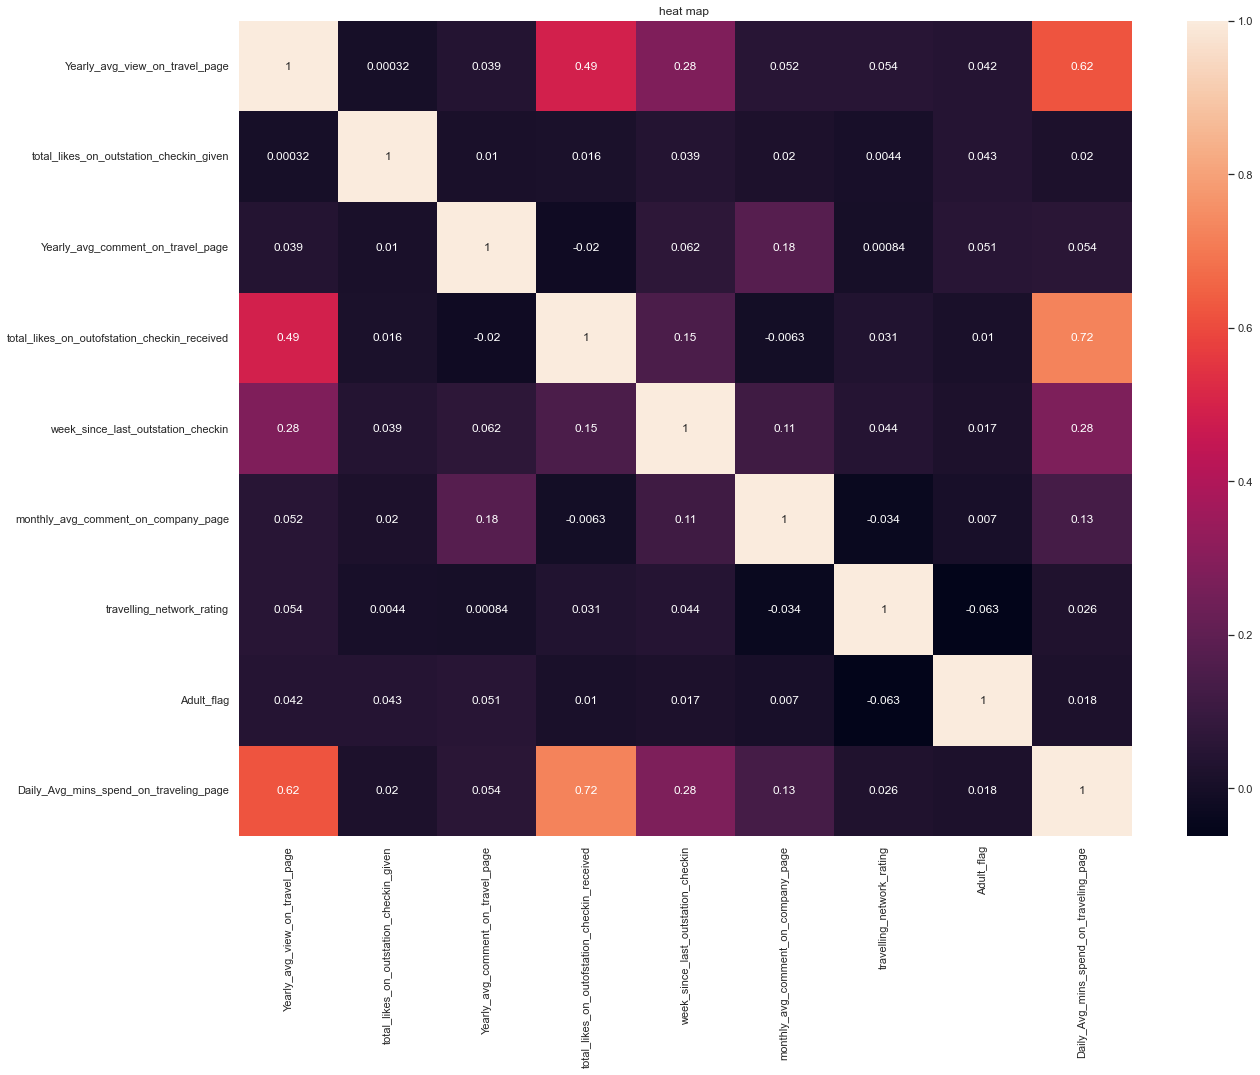 heat map
Yearly_avg_view_on_travel_page 1 0.00032 0.039 0.49 0.28 0.052 0.054 0.042 0.62
total_likes_on_outstation_checkin_given 0.00032 1 0.01 0.016 0.039 0.02 0.0044 0.043 0.02
Yearly_avg_comment_on_travel_page 0.039 0.01 1 -0.02 0.062 0.18 0.00084 0.051 0.054
total_likes_on_outofstation_checkin_received 0.49 0.016 -0.02 1 0.15 -0.0063 0.031 0.01 0.72
week_since_last_outstation_checkin 0.28 0.039 0.062 0.15 1 0.11 0.044 0.017 0.28
monthly_avg_comment_on_company_page 0.052 0.02 0.18 -0.0063 0.11 1 -0.034 0.007 0.13
travelling_network_rating 0.054 0.0044 0.00084 0.031 0.044 -0.034 1 -0.063 0.026
Adult_flag 0.042 0.043 0.051 0.01 0.017 0.007 -0.063 1 0.018
Daily_Avg_mins_spend_on_traveling_page 0.62 0.02 0.054 0.72 0.28 0.13 0.026 0.018 1
Yearly_avg_view_on_travel_page
total_likes_on_outstation_checkin_given
Yearly_avg_comment_on_travel_page
total_likes_on_outofstation_checkin_received
week_since_last_outstation_checkin
monthly_avg_comment_on_company_page
travelling_network_rating
Adult_flag
Daily_Avg_mins_spend_on_traveling_page
1.0
0.8
0.6
0.4
0.2
0.0